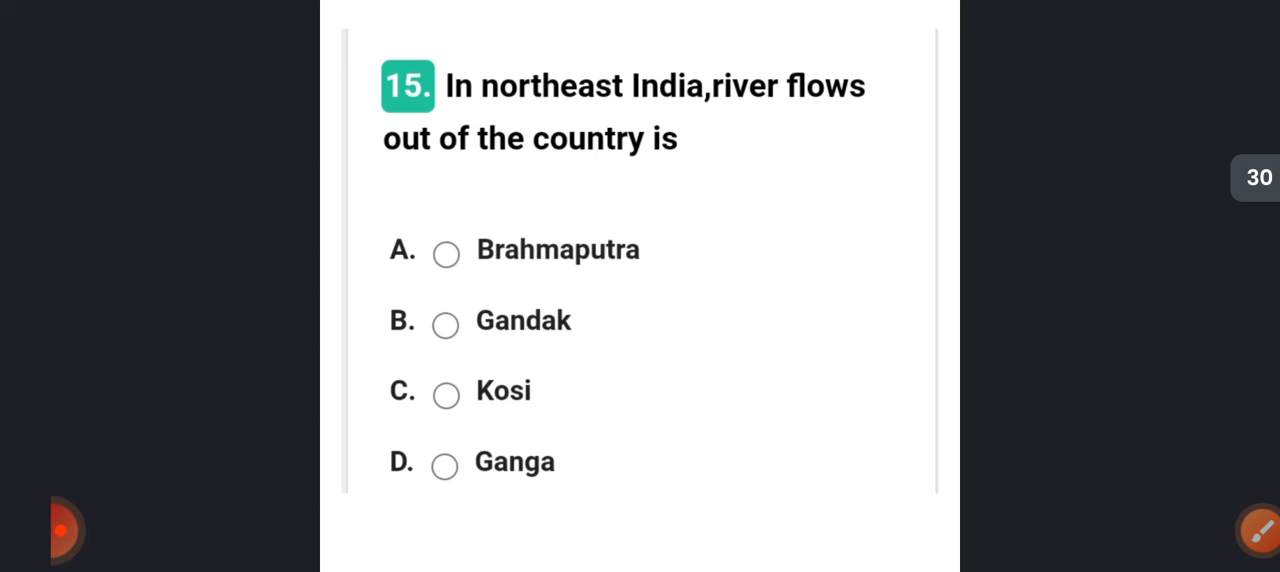 15. In northeast India,river flows
out of the country is
30
A. Brahmaputra
B. Gandak
C. Kosi
D. Ganga